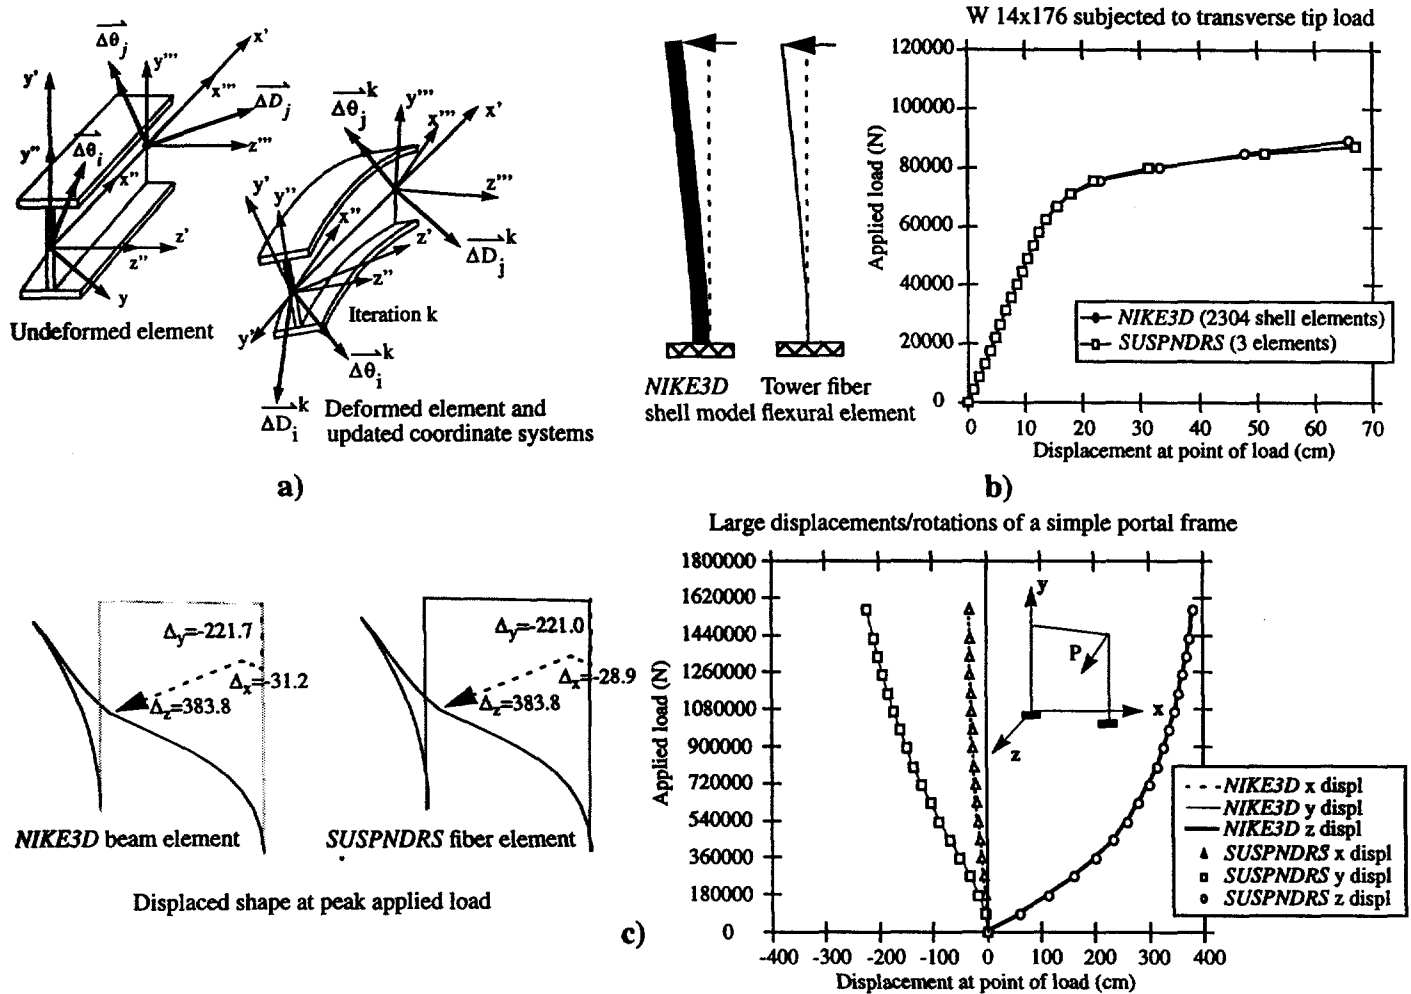 Δθj
x'
y'
y'''
x'''
ΔDj
y''
Δθi
z'''
x''
z'
z''
y
Undeformed element
Δθj k
y'''
x'''
x'
y'
y''
z'''
x''
z'
ΔDj k
z''
Iteration k
y'
Δθi k
ΔDi k
Deformed element and
updated coordinate systems
a)
NIKE3D
shell model
Tower fiber
flexural element
W 14x176 subjected to transverse tip load
Applied load (N)
120000
100000
80000
60000
40000
20000
0
NIKE3D (2304 shell elements)
SUSPNDRS (3 elements)
0 10 20 30 40 50 60 70
Displacement at point of load (cm)
b)
Δy=-221.7
Δx=-31.2
Δz=383.8
NIKE3D beam element
Δy=-221.0
Δx=-28.9
Δz=383.8
SUSPNDRS fiber element
Displaced shape at peak applied load
Large displacements/rotations of a simple portal frame
Applied load (N)
1800000
1620000
1440000
1260000
1080000
900000
720000
540000
360000
180000
0
y
P
x
z
NIKE3D x displ
NIKE3D y displ
NIKE3D z displ
SUSPNDRS x displ
SUSPNDRS y displ
SUSPNDRS z displ
-400 -300 -200 -100 0 100 200 300 400
Displacement at point of load (cm)
c)